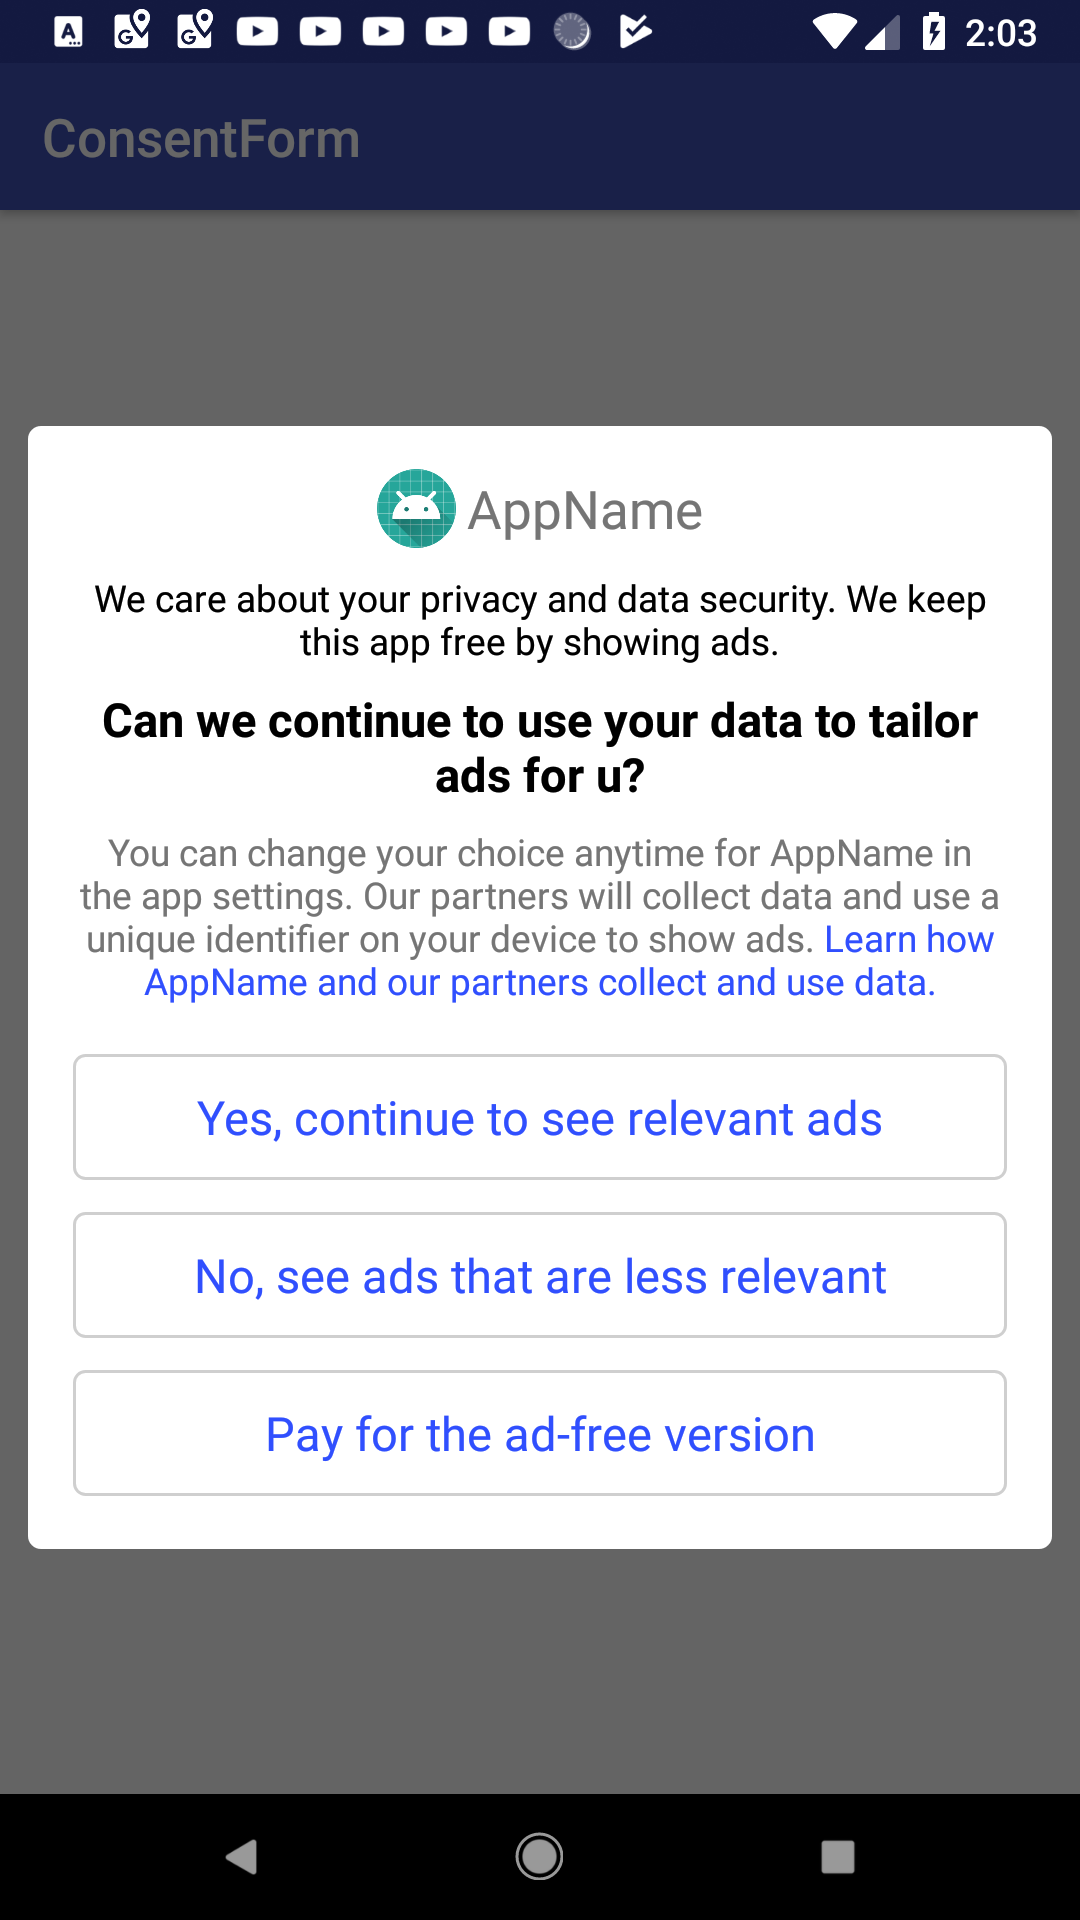 2:03
ConsentForm
AppName
We care about your privacy and data security. We keep
this app free by showing ads.
Can we continue to use your data to tailor
ads for u?
You can change your choice anytime for AppName in
the app settings. Our partners will collect data and use a
unique identifier on your device to show ads. Learn how
AppName and our partners collect and use data.
Yes, continue to see relevant ads
No, see ads that are less relevant
Pay for the ad-free version